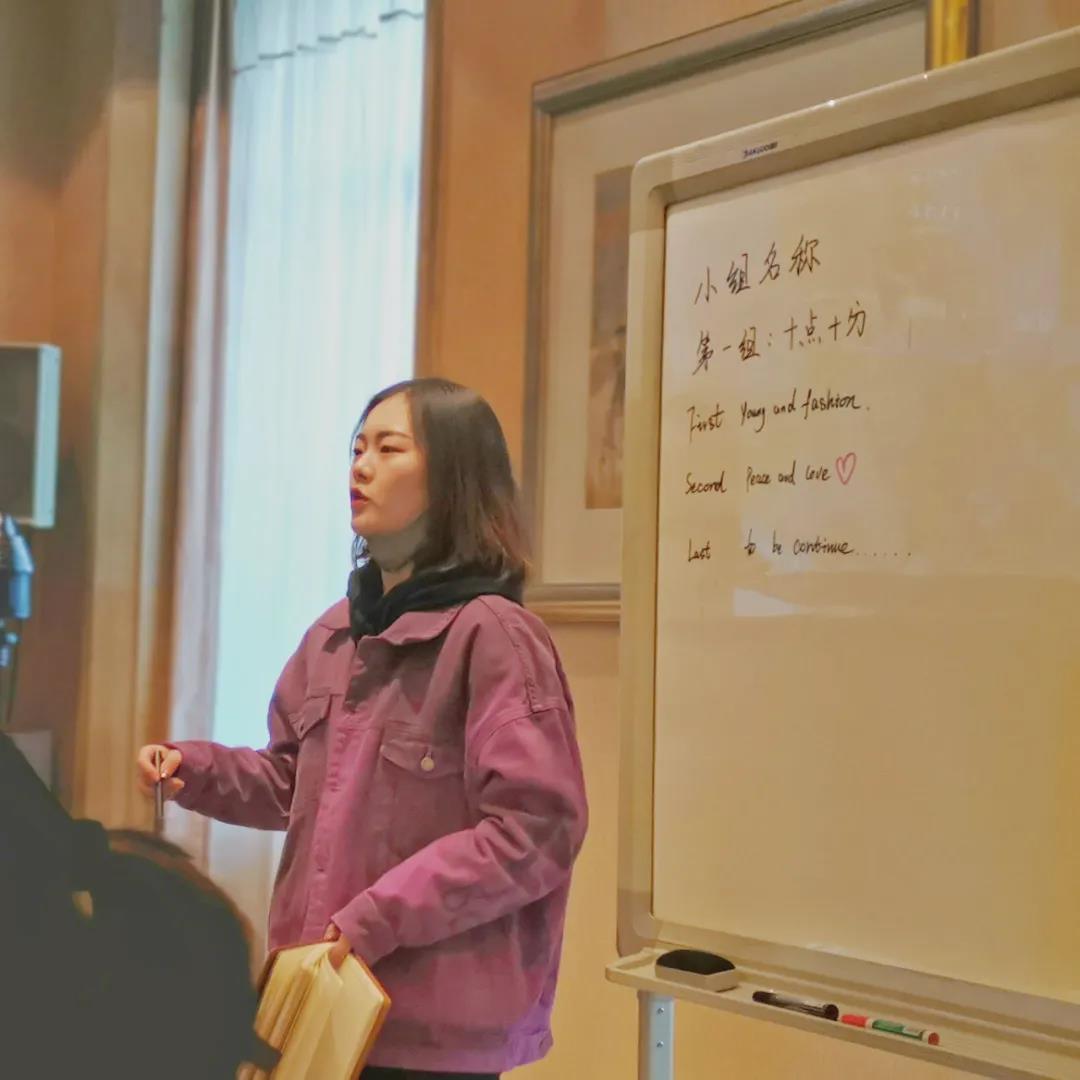 小组名称
第一组：十点十分
First Young and fashion.
Second Peace and love
Last to be continue......